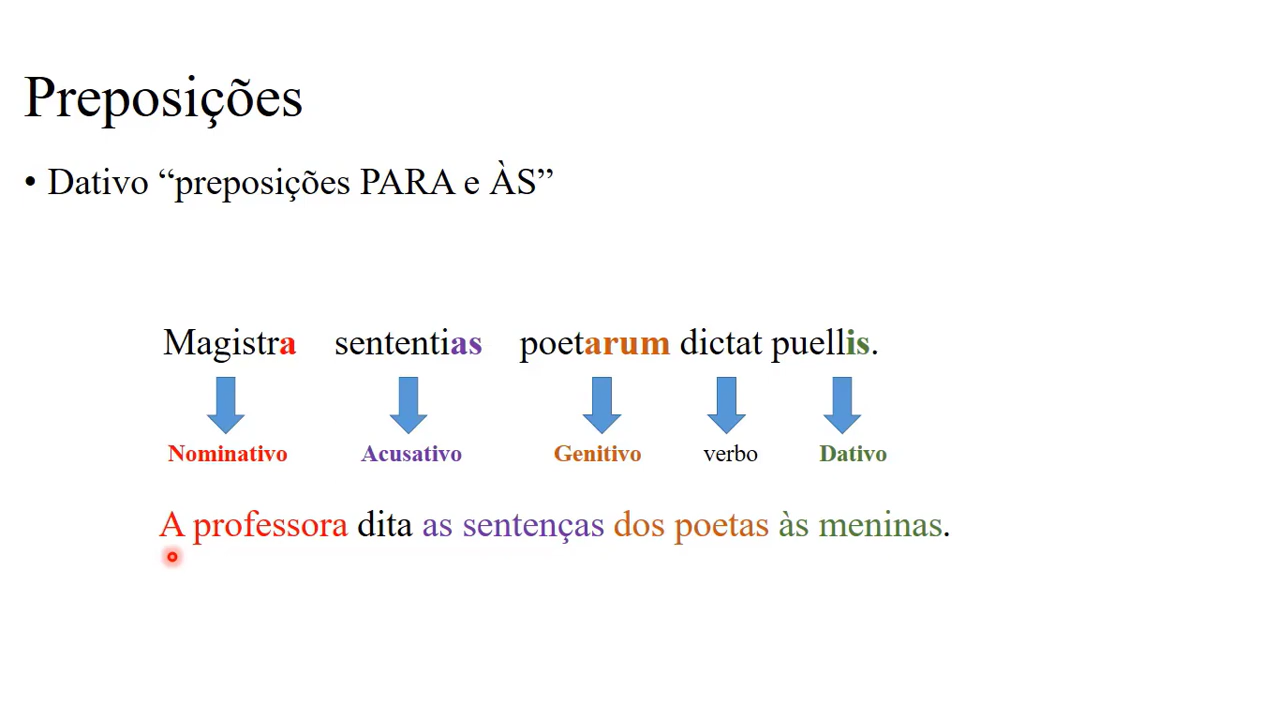 Preposições
• Dativo “preposições PARA e ÀS”
Magistra sententias poetarum dictat puellis.
Nominativo Acusativo Genitivo verbo Dativo
A professora dita as sentenças dos poetas às meninas.